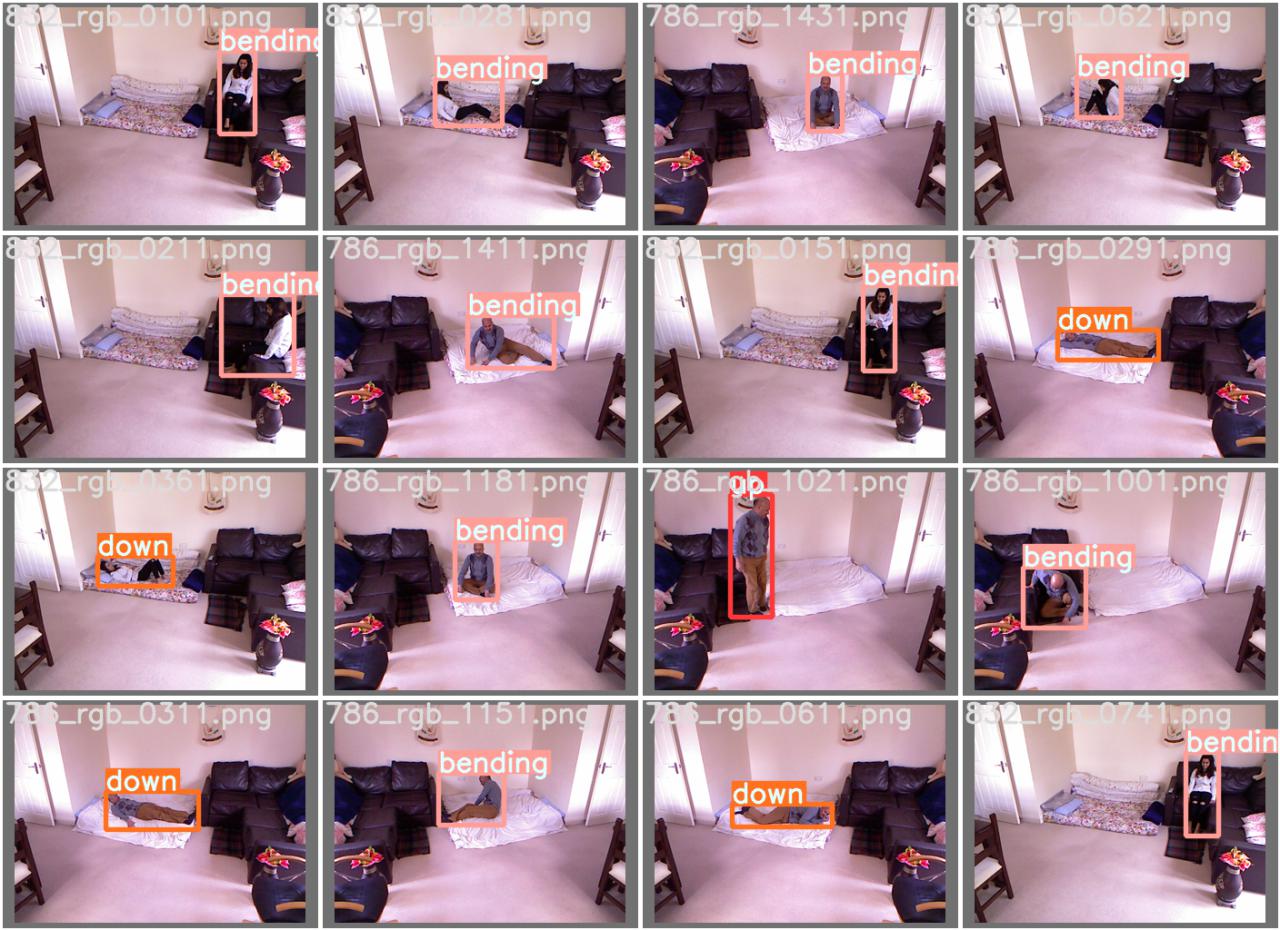 832_rgb_0101.png
bending
832_rgb_0281.png
bending
786_rgb_1431.png
bending
832_rgb_0621.png
bending
832_rgb_0211.png
bending
786_rgb_1411.png
bending
832_rgb_0151.png
bending
786_rgb_0291.png
down
832_rgb_0361.png
down
786_rgb_1181.png
bending
786_rgb_1021.png
up
786_rgb_1001.png
bending
786_rgb_0311.png
down
786_rgb_1151.png
bending
786_rgb_0611.png
down
832_rgb_0741.png
bendin